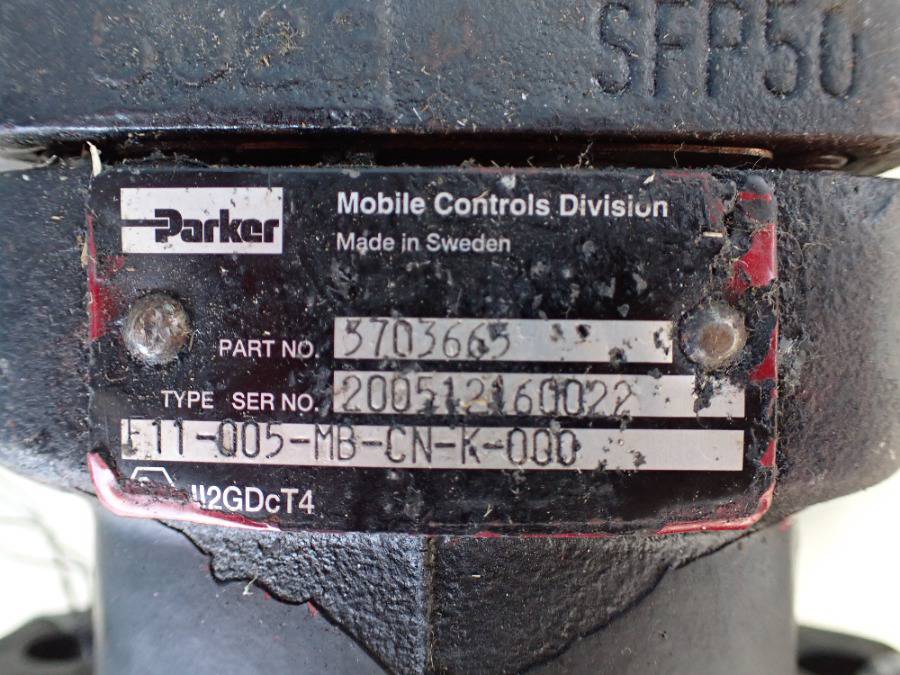 SFP50
Parker
Mobile Controls Division
Made in Sweden
PART NO. 3703665
TYPE SER NO. 200512160022
F11-005-MB-CN-K-000
II2GDcT4